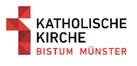 KATHOLISCHE
KIRCHE
BISTUM MÜNSTER